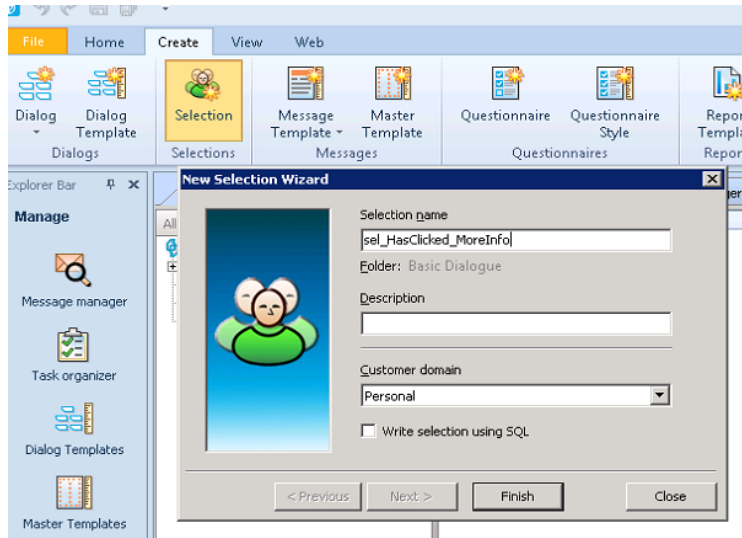 File Home Create View Web
Dialog Dialog Template Selection Message Template Master Template Questionnaire Questionnaire Style
Dialogs Selections Messages Questionnaires
Explorer Bar
Manage
Message manager
Task organizer
Dialog Templates
Master Templates
All
New Selection Wizard
Selection name
sel_HasClicked_MoreInfo
Folder: Basic Dialogue
Description
Customer domain
Personal
Write selection using SQL
< Previous Next > Finish Close